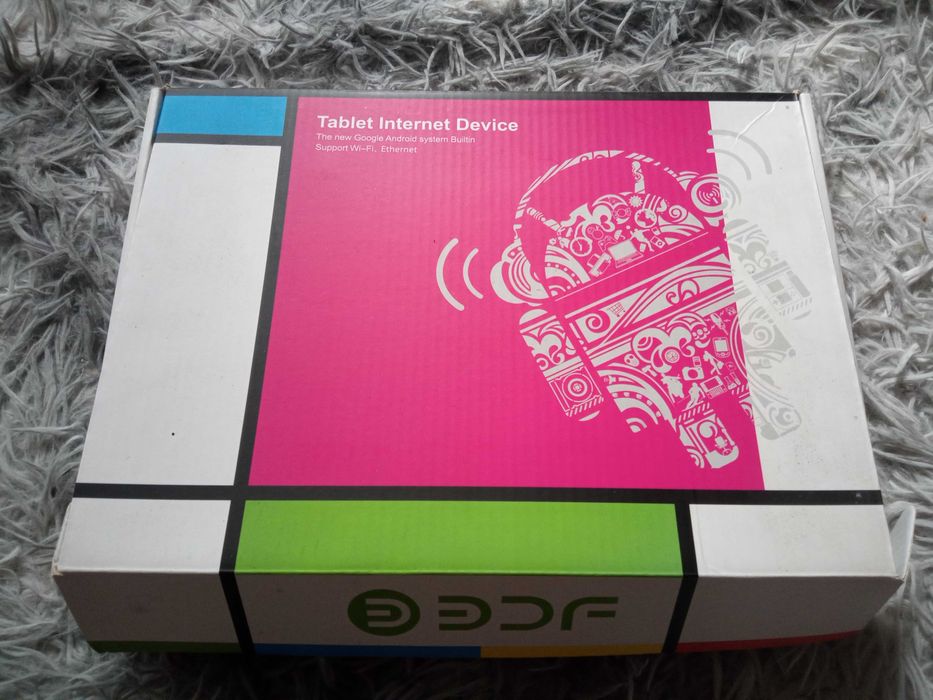 Tablet Internet Device
The new Google Android system Builtin
Support Wi-Fi, Ethernet
BDF